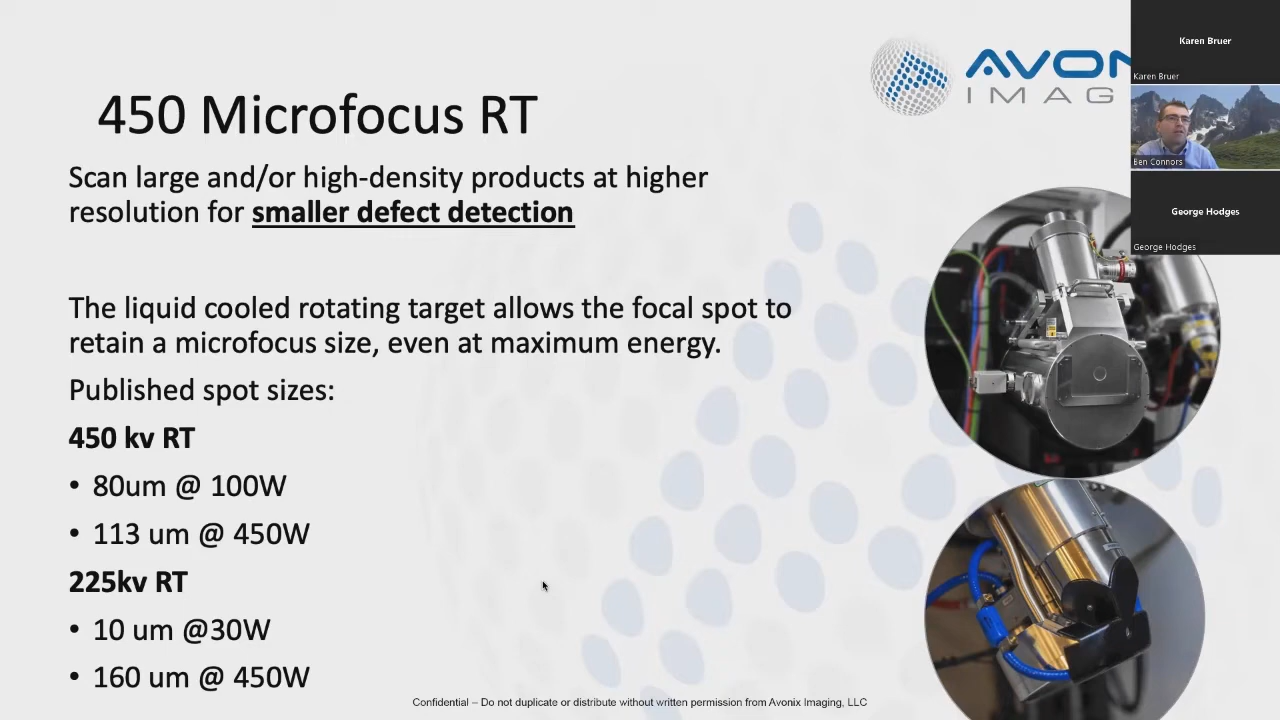 450 Microfocus RT
Scan large and/or high-density products at higher
resolution for smaller defect detection
The liquid cooled rotating target allows the focal spot to
retain a microfocus size, even at maximum energy.
Published spot sizes:
450 kv RT
• 80um @ 100W
• 113 um @ 450W
225kv RT
• 10 um @30W
• 160 um @ 450W
Confidential – Do not duplicate or distribute without written permission from Avonix Imaging, LLC
AVON
IMAG
Karen Bruer
Karen Bruer
Ben Connors
George Hodges
George Hodges